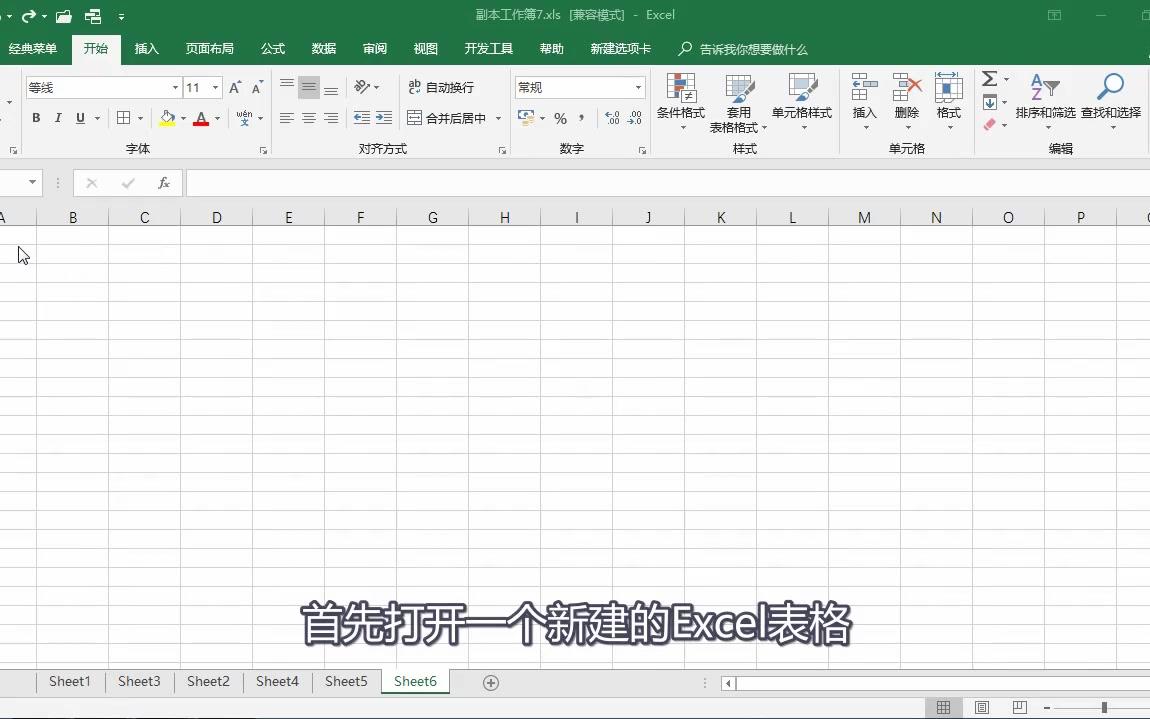 副本工作簿7.xls [兼容模式] - Excel
经典菜单 开始 插入 页面布局 公式 数据 审阅 视图 开发工具 帮助 新建选项卡 告诉我你想要做什么
等线 11 A A ab 自动换行 常规
条件格式 套用表格格式 单元格样式 插入 删除 格式 排序和筛选 查找和选择
B I U A wén 文 合并后居中 % , .00 .00
字体 对齐方式 数字 样式 单元格 编辑
fx
A B C D E F G H I J K L M N O P
首先打开一个新建的Excel表格
Sheet1 Sheet3 Sheet2 Sheet4 Sheet5 Sheet6